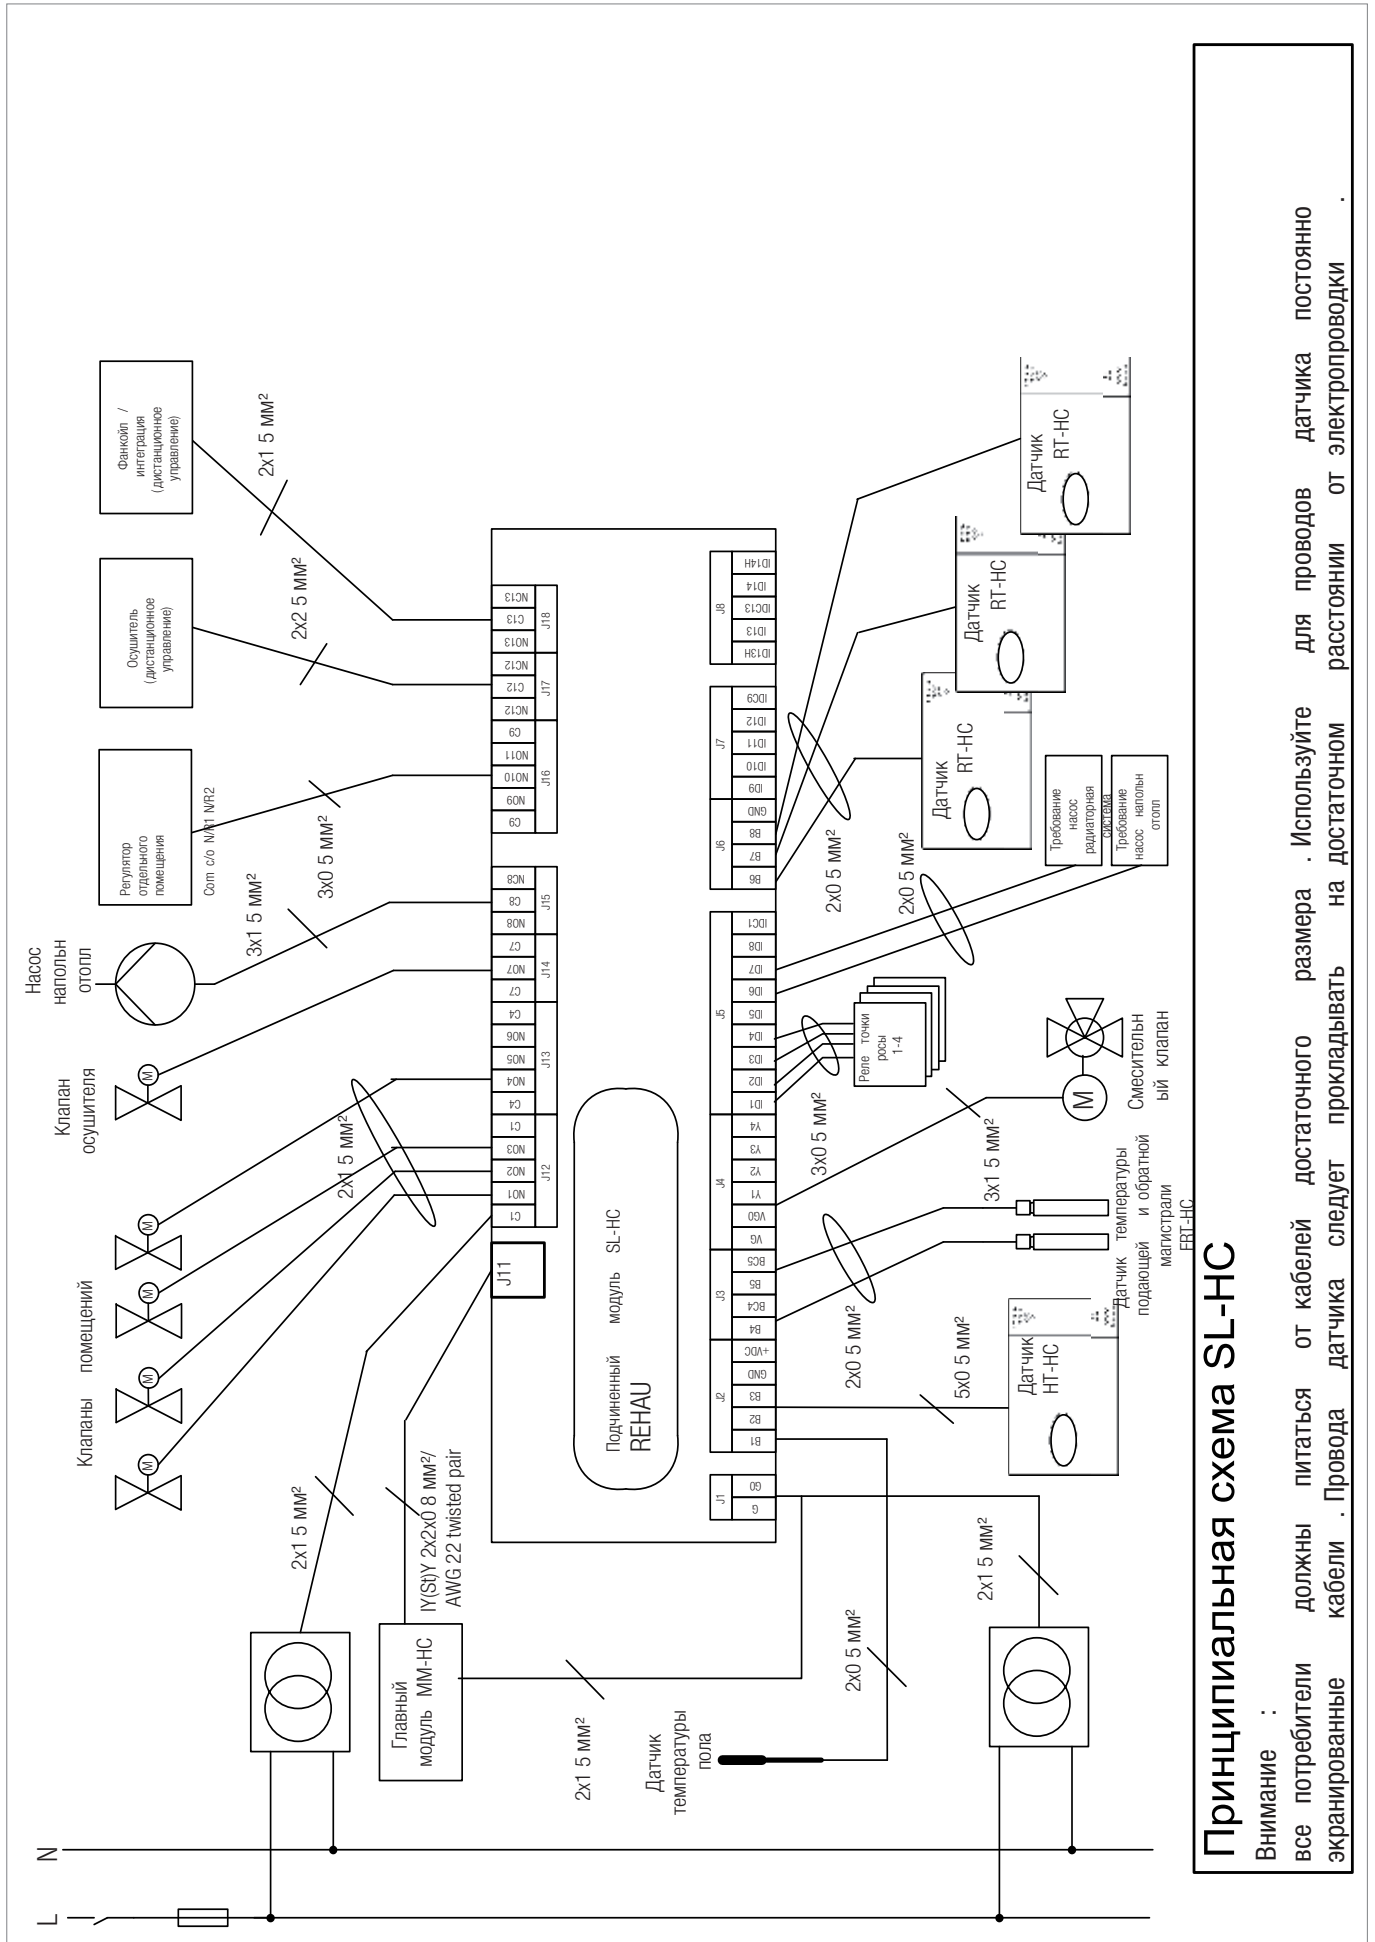 L
N
Клапаны помещений
M
M
M
M
Клапан
осушителя
M
Насос
напольн
отопл
Регулятор
отдельного
помещения
Com c/o N/R1 N/R2
Осушитель
(дистанционное
управление)
Фанкойл /
интеграция
(дистанционное
управление)
2x1 5 мм²
IY(St)Y 2x2x0 8 мм²/
AWG 22 twisted pair
2x1 5 мм²
3x1 5 мм²
3x0 5 мм²
2x2 5 мм²
2x1 5 мм²
Главный
модуль MM-HC
2x1 5 мм²
J11
C1
NO1
NO2
NO3
C1
C4
NO4
NO5
NO6
C4
C7
NO7
C7
NO8
C8
NC8
C9
NO9
NO10
NO11
C9
NC12
C12
NC12
NO13
C13
NC13
J12
J13
J14
J15
J16
J17
J18
Подчиненный модуль SL-HC
REHAU
J1
J2
J3
J4
J5
J6
J7
J8
G
G0
B1
B2
B3
GND
+VDC
B4
BC4
B5
BC5
VG
VG0
Y1
Y2
Y3
Y4
ID1
ID2
ID3
ID4
ID5
ID6
ID7
ID8
IDC1
B6
B7
B8
GND
ID9
ID10
ID11
ID12
IDC9
ID13H
ID13
IDC13
ID14
ID14H
Датчик
температуры
пола
2x0 5 мм²
2x1 5 мм²
5x0 5 мм²
2x0 5 мм²
3x1 5 мм²
3x0 5 мм²
2x0 5 мм²
2x0 5 мм²
Датчик
HT-HC
Датчик температуры
подающей и обратной
магистрали
FRT-HC
M
Смесительн
ый клапан
Реле точки
росы
1-4
Требование
насос
радиаторная
система
Требование
насос напольн
отопл
Датчик
RT-HC
Датчик
RT-HC
Датчик
RT-HC
Принципиальная схема SL-HC
Внимание :
все потребители должны питаться от кабелей достаточного размера . Используйте для проводов датчика постоянно
экранированные кабели . Провода датчика следует прокладывать на достаточном расстоянии от электропроводки .